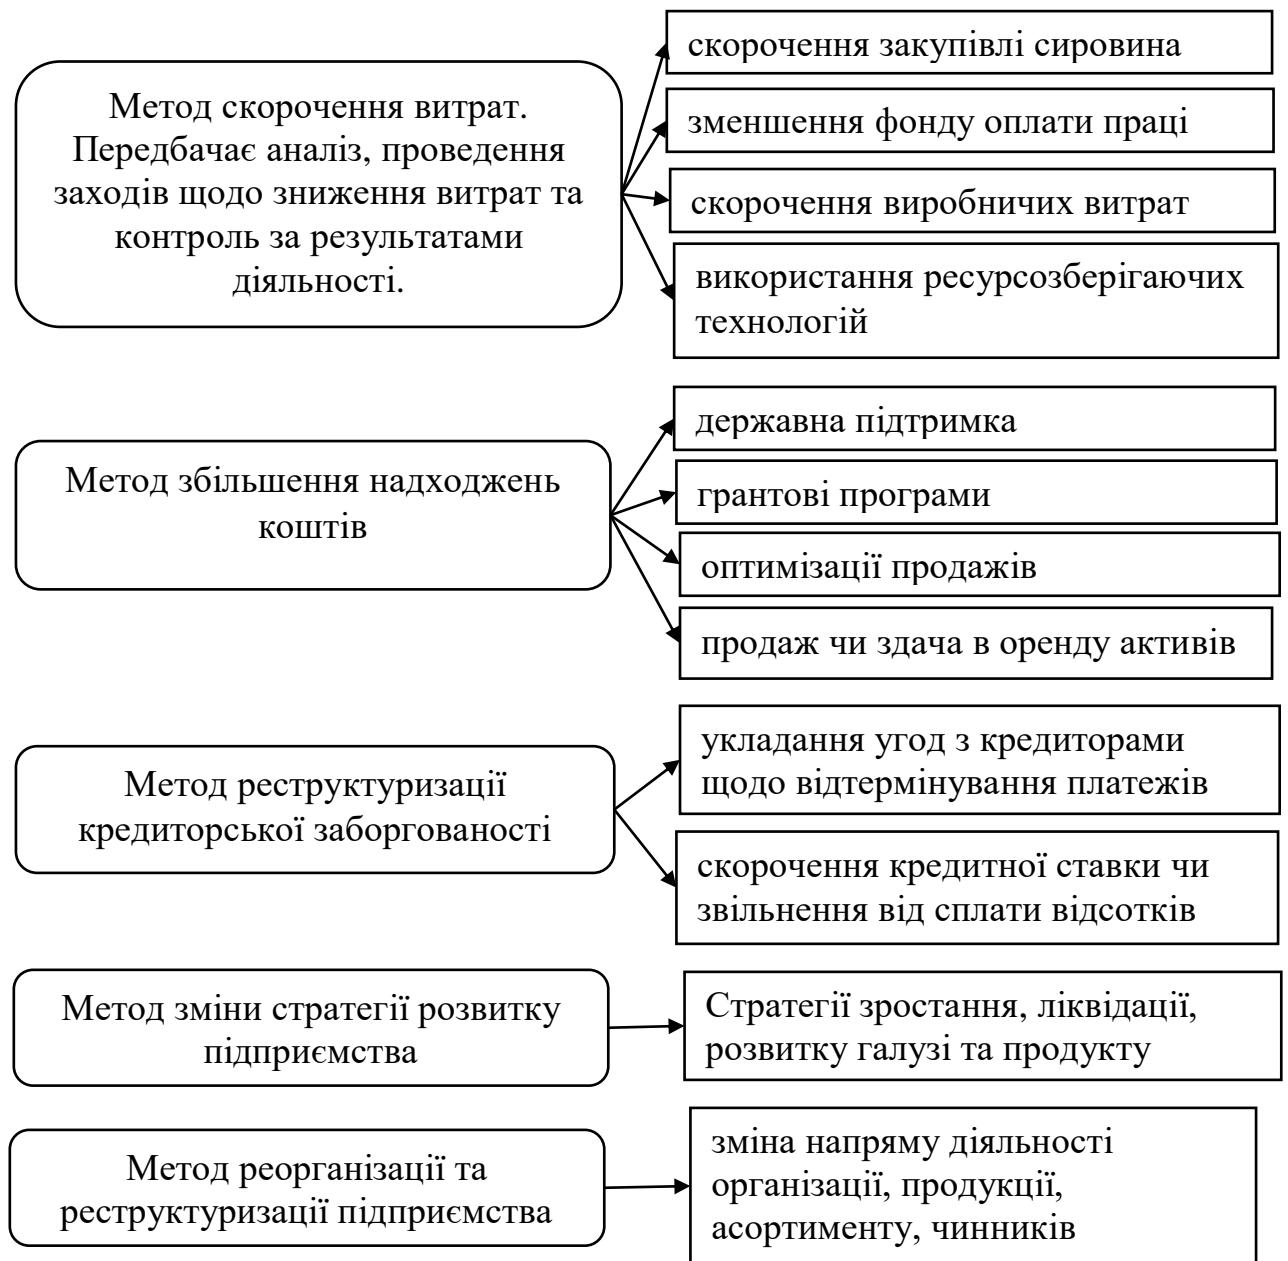 Метод скорочення витрат.
Передбачає аналіз, проведення
заходів щодо зниження витрат та
контроль за результатами
діяльності.
скорочення закупівлі сировина
зменшення фонду оплати праці
скорочення виробничих витрат
використання ресурсозберігаючих
технологій
Метод збільшення надходжень
коштів
державна підтримка
грантові програми
оптимізації продажів
продаж чи здача в оренду активів
Метод реструктуризації
кредиторської заборгованості
укладання угод з кредиторами
щодо відтермінування платежів
скорочення кредитної ставки чи
звільнення від сплати відсотків
Метод зміни стратегії розвитку
підприємства
Стратегії зростання, ліквідації,
розвитку галузі та продукту
Метод реорганізації та
реструктуризації підприємства
зміна напряму діяльності
організації, продукції,
асортименту, чинників